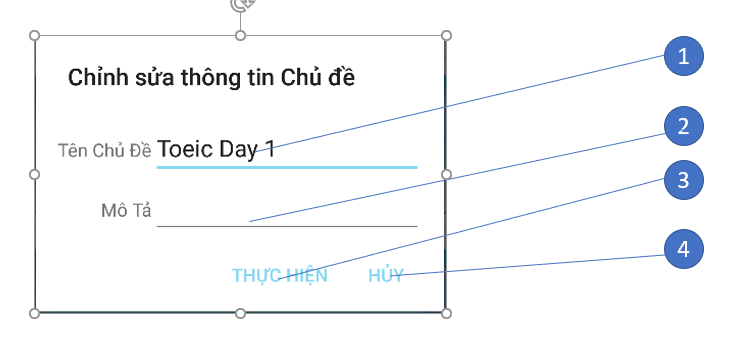 Chỉnh sửa thông tin Chủ đề
1
Tên Chủ Đề Toeic Day 1
2
Mô Tả
3
THỰC HIỆN HỦY
4